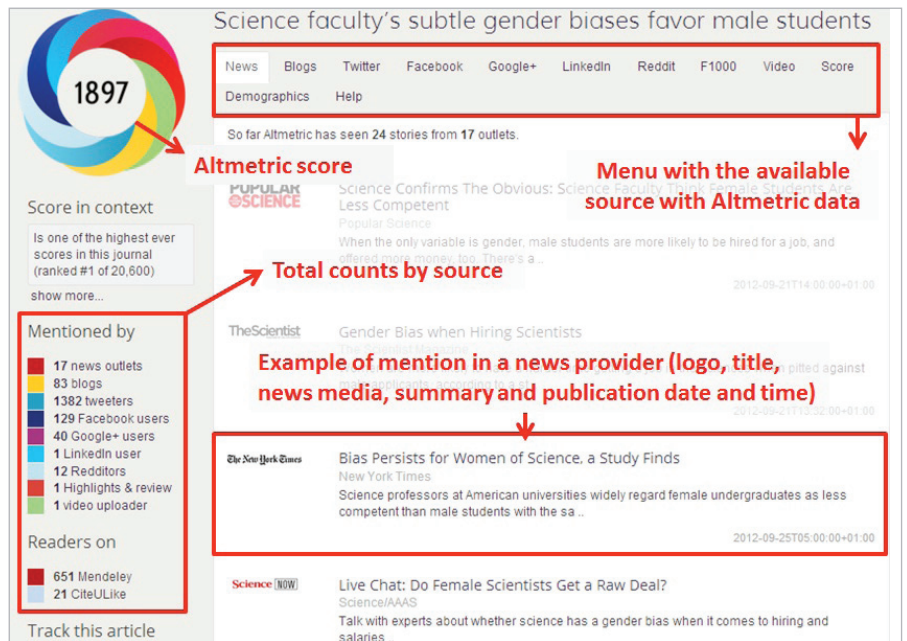 Science faculty's subtle gender biases favor male students
News Blogs Twitter Facebook Google+ LinkedIn Reddit F1000 Video Score
Demographics Help
1897
So far Altmetric has seen 24 stories from 17 outlets.
Altmetric score
Menu with the available
source with Altmetric data
POPULAR
SCIENCE
Science Confirms The Obvious: Science Faculty Think Female Students Are
Less Competent
Popular Science
When the only variable is gender, male students are more likely to be hired for a job, and
offered more money, too. There's a ..
2012-09-21T14:00:00+01:00
Score in context
Is one of the highest ever
scores in this journal
(ranked #1 of 20,600)
show more...
Total counts by source
Mentioned by
17 news outlets
83 blogs
1382 tweeters
129 Facebook users
40 Google+ users
1 LinkedIn user
12 Redditors
1 Highlights & review
1 video uploader
Readers on
651 Mendeley
21 CiteULike
Track this article
TheScientist
Gender Bias when Hiring Scientists
The Scientist Magazine
Example of mention in a news provider (logo, title,
news media, summary and publication date and time)
pitted against
male applicants, according to a st
2012-09-21T13:32:00+01:00
The New York Times
Bias Persists for Women of Science, a Study Finds
New York Times
Science professors at American universities widely regard female undergraduates as less
competent than male students with the sa ..
2012-09-25T05:00:00+01:00
Science NOW
Live Chat: Do Female Scientists Get a Raw Deal?
Science/AAAS
Talk with experts about whether science has a gender bias when it comes to hiring and
salaries...